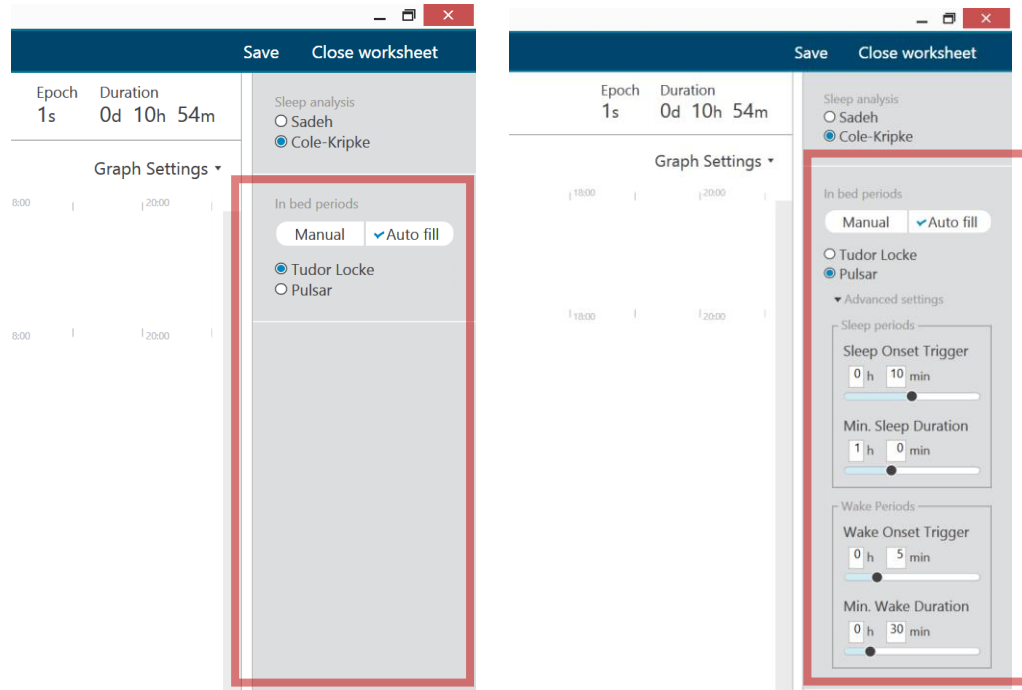 Save Close worksheet
Epoch Duration
1s 0d 10h 54m
Graph Settings
8:00 20:00
8:00 20:00
Sleep analysis
Sadeh
Cole-Kripke
In bed periods
Manual Auto fill
Tudor Locke
Pulsar
Save Close worksheet
Epoch Duration
1s 0d 10h 54m
Graph Settings
18:00 20:00
18:00 20:00
Sleep analysis
Sadeh
Cole-Kripke
In bed periods
Manual Auto fill
Tudor Locke
Pulsar
Advanced settings
Sleep periods
Sleep Onset Trigger
0 h 10 min
Min. Sleep Duration
1 h 0 min
Wake Periods
Wake Onset Trigger
0 h 5 min
Min. Wake Duration
0 h 30 min